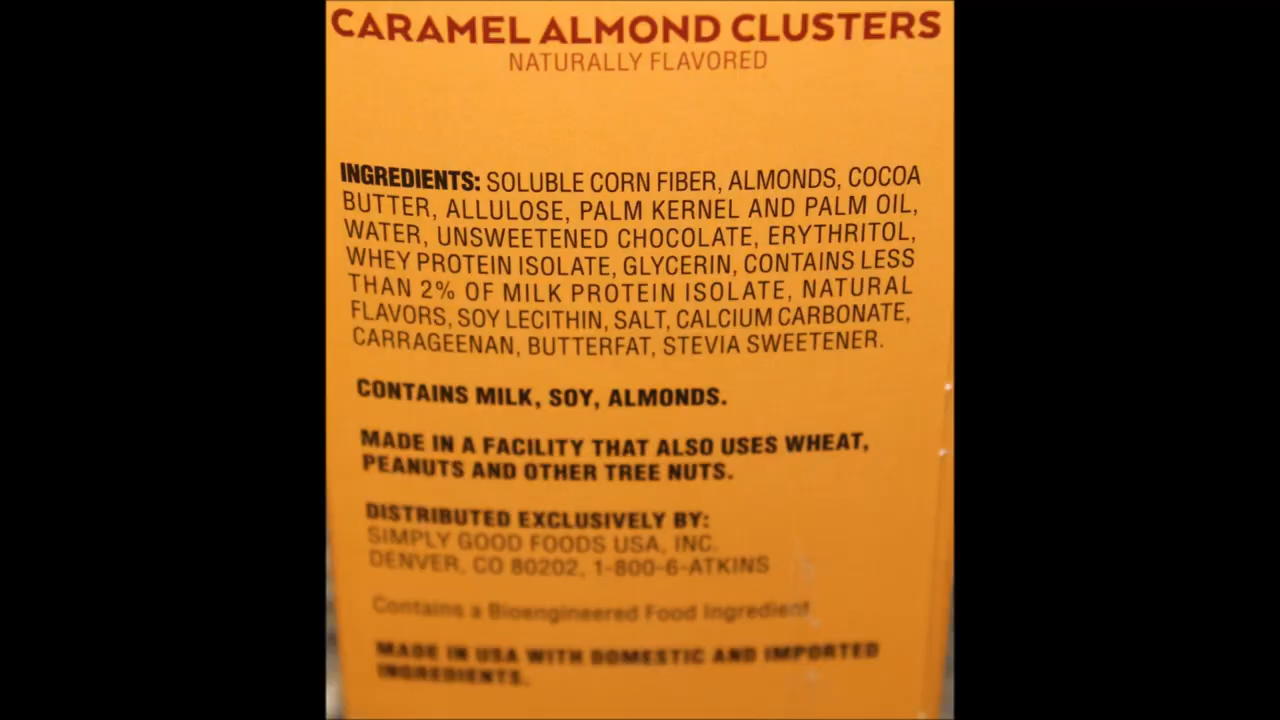 CARAMEL ALMOND CLUSTERS
NATURALLY FLAVORED
INGREDIENTS: SOLUBLE CORN FIBER, ALMONDS, COCOA
BUTTER, ALLULOSE, PALM KERNEL AND PALM OIL,
WATER, UNSWEETENED CHOCOLATE, ERYTHRITOL,
WHEY PROTEIN ISOLATE, GLYCERIN, CONTAINS LESS
THAN 2% OF MILK PROTEIN ISOLATE, NATURAL
FLAVORS, SOY LECITHIN, SALT, CALCIUM CARBONATE,
CARRAGEENAN, BUTTERFAT, STEVIA SWEETENER.
CONTAINS MILK, SOY, ALMONDS.
MADE IN A FACILITY THAT ALSO USES WHEAT,
PEANUTS AND OTHER TREE NUTS.
DISTRIBUTED EXCLUSIVELY BY:
SIMPLY GOOD FOODS USA, INC.
DENVER, CO 80202, 1-800-6-ATKINS
Contains a Bioengineered Food Ingredient
MADE IN USA WITH DOMESTIC AND IMPORTED
INGREDIENTS.